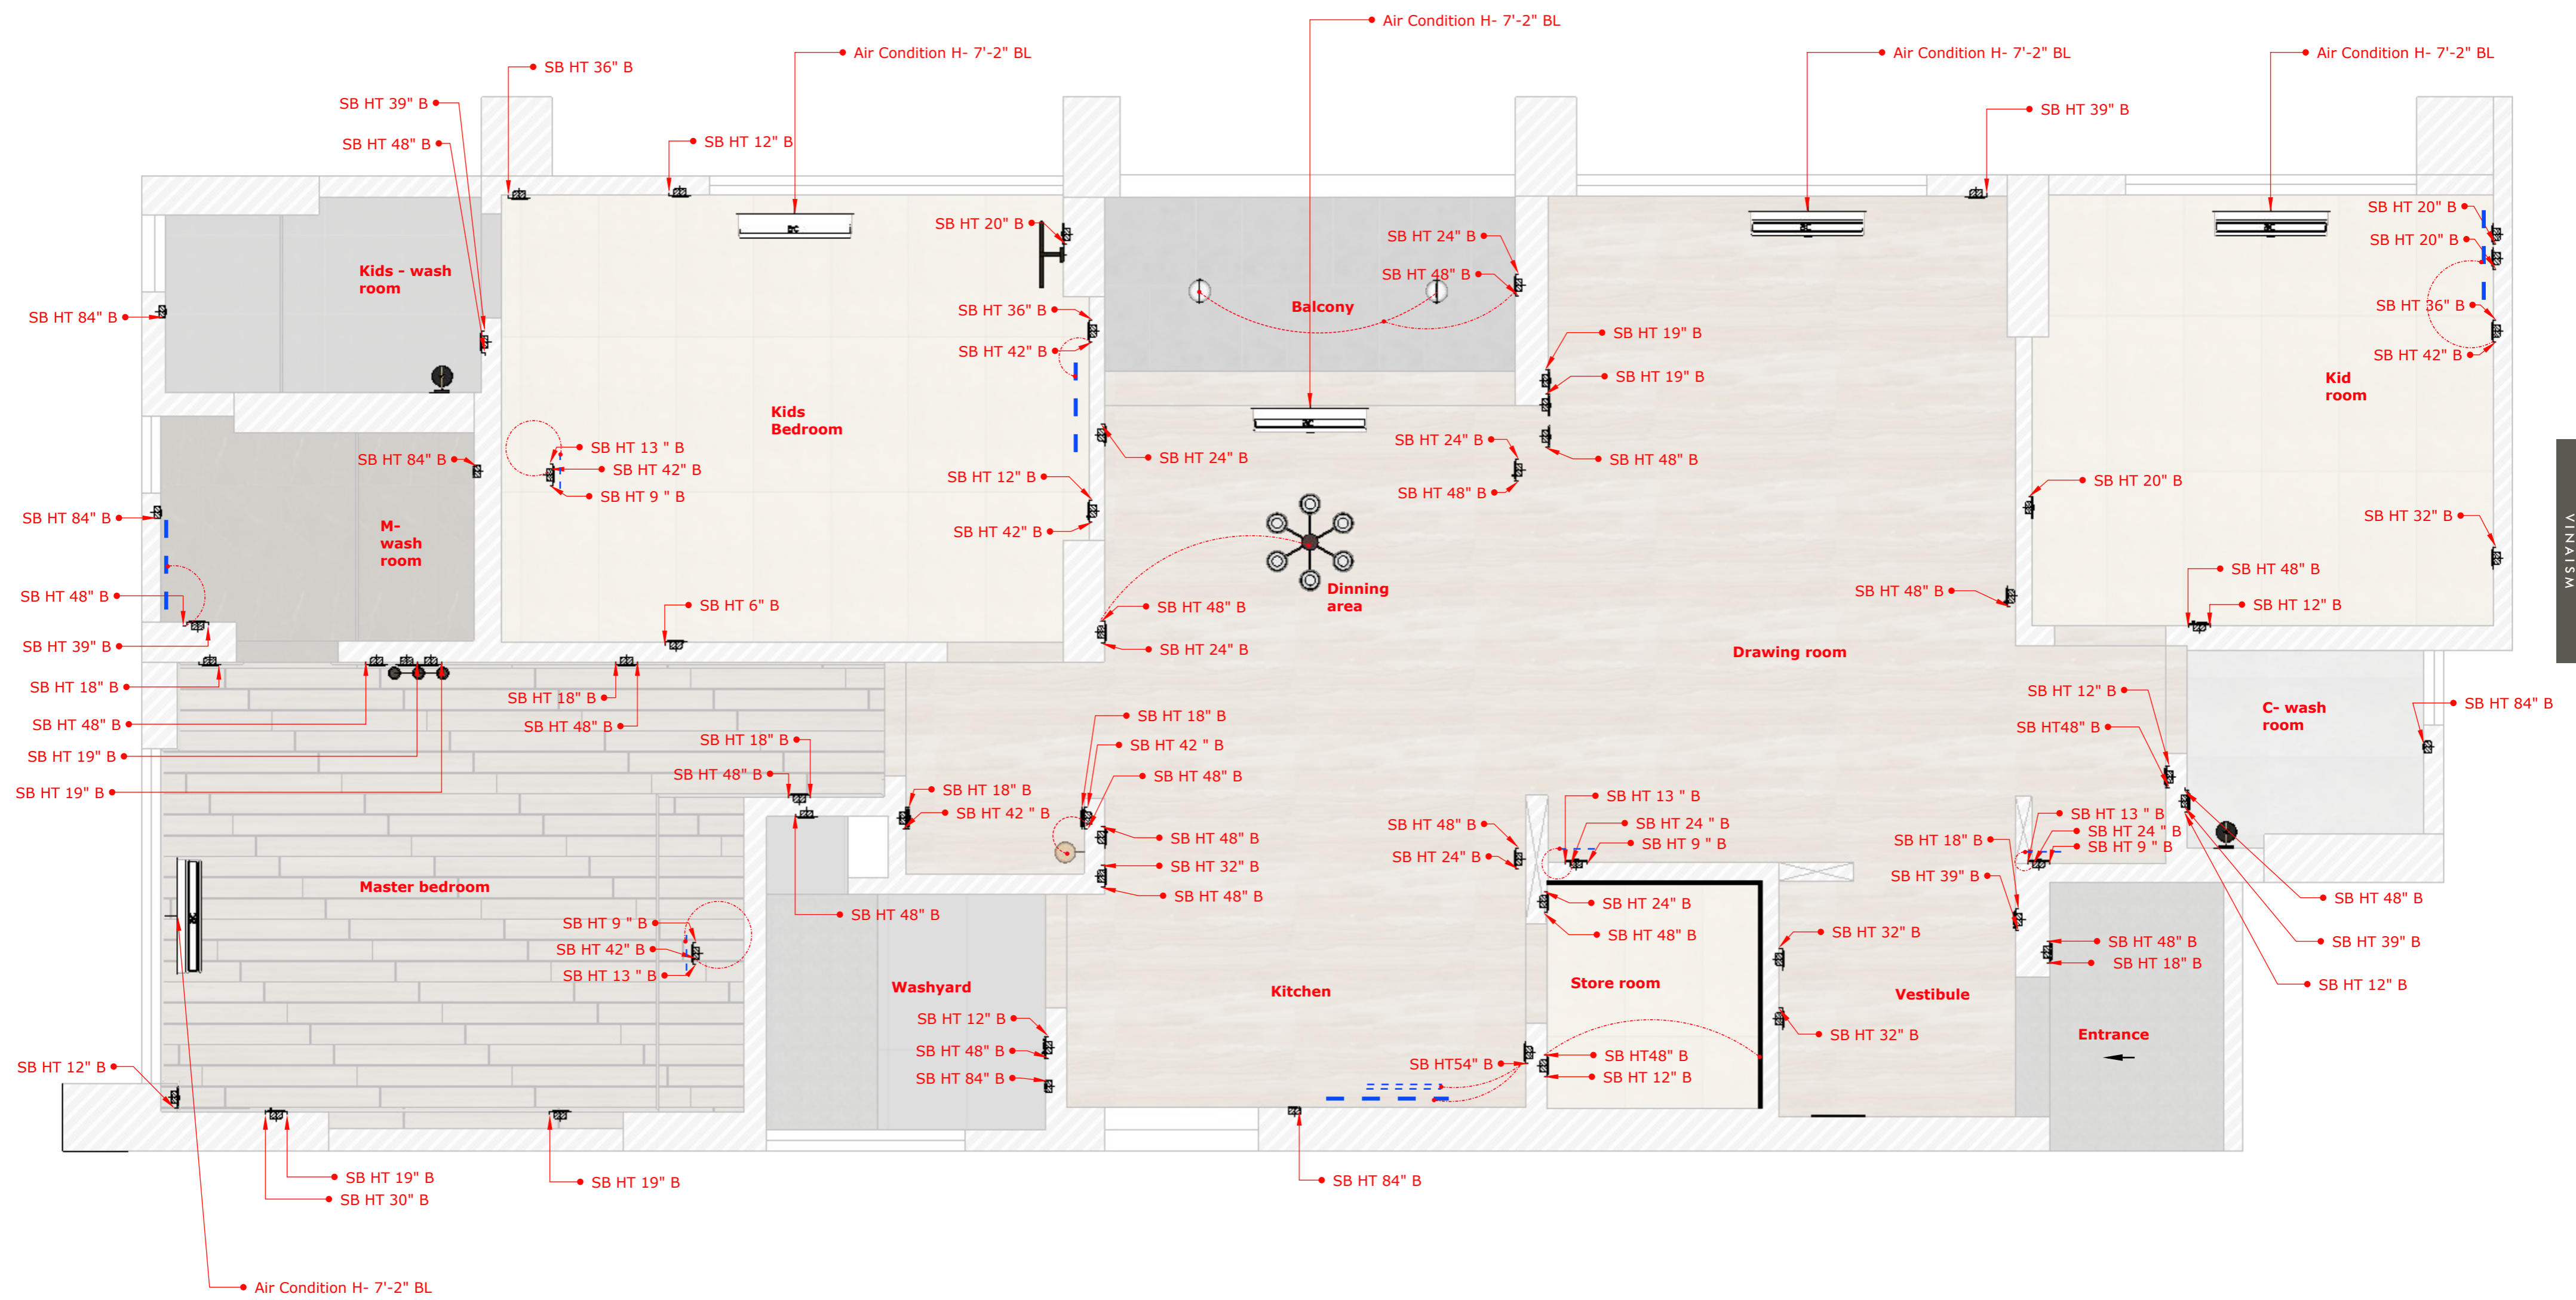 Air Condition H- 7'-2" BL
Air Condition H- 7'-2" BL
Air Condition H- 7'-2" BL
Air Condition H- 7'-2" BL
SB HT 36" B
SB HT 39" B
SB HT 39" B
SB HT 48" B
SB HT 12" B
SB HT 20" B
SB HT 20" B
SB HT 24" B
SB HT 20" B
Kids - wash
room
SB HT 48" B
Balcony
SB HT 36" B
SB HT 36" B
SB HT 84" B
SB HT 19" B
SB HT 42" B
SB HT 42" B
SB HT 19" B
Kid
room
Kids
Bedroom
SB HT 13 " B
SB HT 24" B
SB HT 84" B
SB HT 24" B
SB HT 48" B
SB HT 42" B
SB HT 12" B
SB HT 20" B
SB HT 9 " B
SB HT 48" B
SB HT 84" B
SB HT 32" B
M-
wash
room
SB HT 42" B
VINAISM
SB HT 48" B
SB HT 48" B
Dinning
area
SB HT 48" B
SB HT 6" B
SB HT 48" B
SB HT 12" B
SB HT 39" B
SB HT 24" B
Drawing room
SB HT 18" B
SB HT 18" B
SB HT 12" B
SB HT 84" B
C- wash
room
SB HT 48" B
SB HT 48" B
SB HT 18" B
SB HT48" B
SB HT 18" B
SB HT 42 " B
SB HT 19" B
SB HT 48" B
SB HT 48" B
SB HT 19" B
SB HT 18" B
SB HT 13 " B
SB HT 42 " B
SB HT 13 " B
SB HT 48" B
SB HT 24 " B
SB HT 24 " B
SB HT 48" B
SB HT 18" B
SB HT 9 " B
SB HT 9 " B
SB HT 24" B
SB HT 32" B
SB HT 39" B
Master bedroom
SB HT 48" B
SB HT 48" B
SB HT 24" B
SB HT 48" B
SB HT 9 " B
SB HT 32" B
SB HT 48" B
SB HT 48" B
SB HT 39" B
SB HT 42" B
SB HT 18" B
SB HT 13 " B
Store room
SB HT 12" B
Washyard
Kitchen
Vestibule
SB HT 12" B
SB HT 32" B
Entrance
SB HT 48" B
SB HT48" B
SB HT54" B
SB HT 12" B
SB HT 84" B
SB HT 12" B
SB HT 19" B
SB HT 19" B
SB HT 84" B
SB HT 30" B
Air Condition H- 7'-2" BL